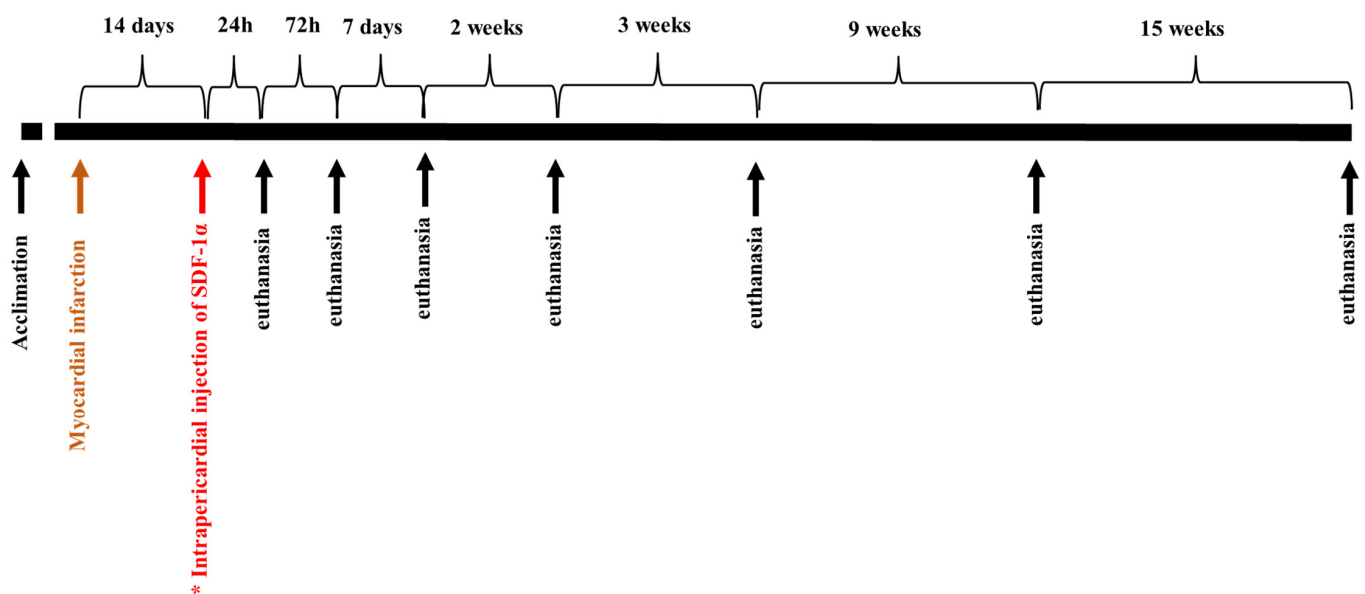 14 days
24h
72h
7 days
2 weeks
3 weeks
9 weeks
15 weeks
Acclimation
Myocardial infarction
* Intrapericardial injection of SDF-1α
euthanasia
euthanasia
euthanasia
euthanasia
euthanasia
euthanasia
euthanasia